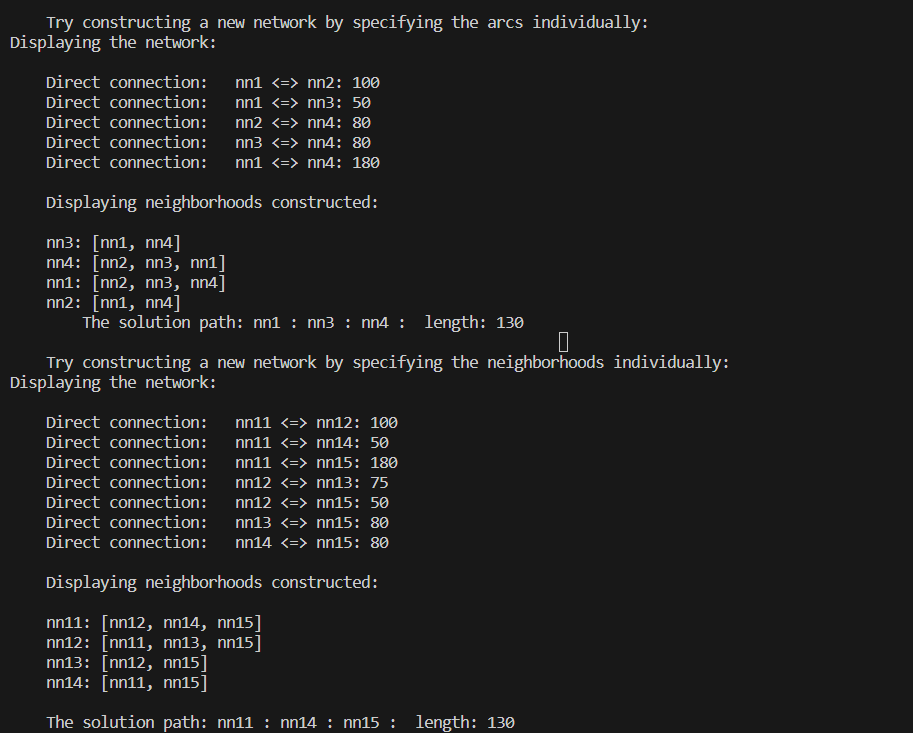 Try constructing a new network by specifying the arcs individually:
Displaying the network:
Direct connection:   nn1 <=> nn2: 100
Direct connection:   nn1 <=> nn3: 50
Direct connection:   nn2 <=> nn4: 80
Direct connection:   nn3 <=> nn4: 80
Direct connection:   nn1 <=> nn4: 180
Displaying neighborhoods constructed:
nn3: [nn1, nn4]
nn4: [nn2, nn3, nn1]
nn1: [nn2, nn3, nn4]
nn2: [nn1, nn4]
The solution path: nn1 : nn3 : nn4 :  length: 130
Try constructing a new network by specifying the neighborhoods individually:
Displaying the network:
Direct connection:   nn11 <=> nn12: 100
Direct connection:   nn11 <=> nn14: 50
Direct connection:   nn11 <=> nn15: 180
Direct connection:   nn12 <=> nn13: 75
Direct connection:   nn12 <=> nn15: 50
Direct connection:   nn13 <=> nn15: 80
Direct connection:   nn14 <=> nn15: 80
Displaying neighborhoods constructed:
nn11: [nn12, nn14, nn15]
nn12: [nn11, nn13, nn15]
nn13: [nn12, nn15]
nn14: [nn11, nn15]
The solution path: nn11 : nn14 : nn15 :  length: 130